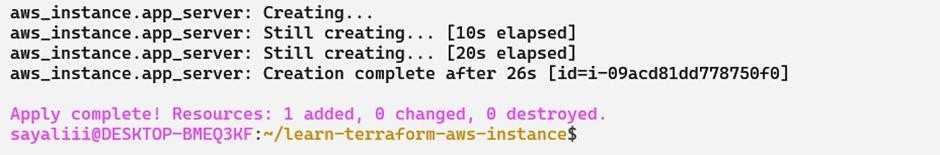 aws_instance.app_server: Creating...
aws_instance.app_server: Still creating... [10s elapsed]
aws_instance.app_server: Still creating... [20s elapsed]
aws_instance.app_server: Creation complete after 26s [id=i-09acd81dd778750f0]
Apply complete! Resources: 1 added, 0 changed, 0 destroyed.
sayaliii@DESKTOP-BMEQ3KF:~/learn-terraform-aws-instance$